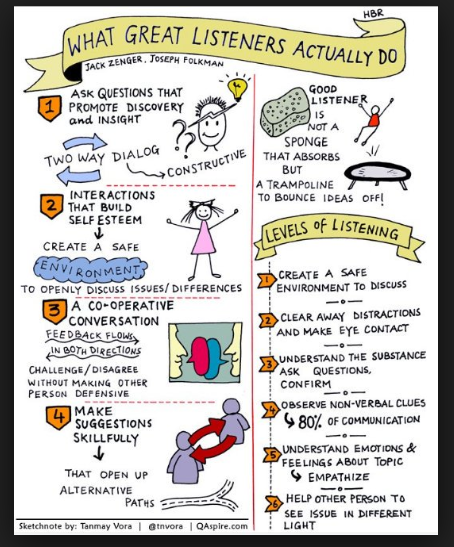 HBR
WHAT GREAT LISTENERS ACTUALLY DO
JACK ZENGER, JOSEPH FOLKMAN
1
ASK QUESTIONS THAT
PROMOTE DISCOVERY
and INSIGHT
TWO WAY DIALOG
CONSTRUCTIVE
2
INTERACTIONS
THAT BUILD
SELF ESTEEM
CREATE A SAFE
ENVIRONMENT
TO OPENLY DISCUSS ISSUES/DIFFERENCES
3
A CO-OPERATIVE
CONVERSATION
FEEDBACK FLOWS
IN BOTH DIRECTIONS
CHALLENGE/DISAGREE
WITHOUT MAKING OTHER
PERSON DEFENSIVE
4
MAKE
SUGGESTIONS
SKILLFULLY
THAT OPEN UP
ALTERNATIVE
PATHS
GOOD
LISTENER
IS
NOT A
SPONGE
THAT ABSORBS
BUT
A TRAMPOLINE
TO BOUNCE IDEAS OFF!
LEVELS of LISTENING
1 CREATE A SAFE
ENVIRONMENT TO DISCUSS
2 CLEAR AWAY DISTRACTIONS
AND MAKE EYE CONTACT
3 UNDERSTAND THE SUBSTANCE
ASK QUESTIONS,
CONFIRM
4 OBSERVE NON-VERBAL CLUES
80% OF COMMUNICATION
5 UNDERSTAND EMOTIONS &
FEELINGS ABOUT TOPIC
EMPATHIZE
6 HELP OTHER PERSON TO
SEE ISSUE IN DIFFERENT
LIGHT
Sketchnote by: Tanmay Vora | @tnvora | QAspire.com